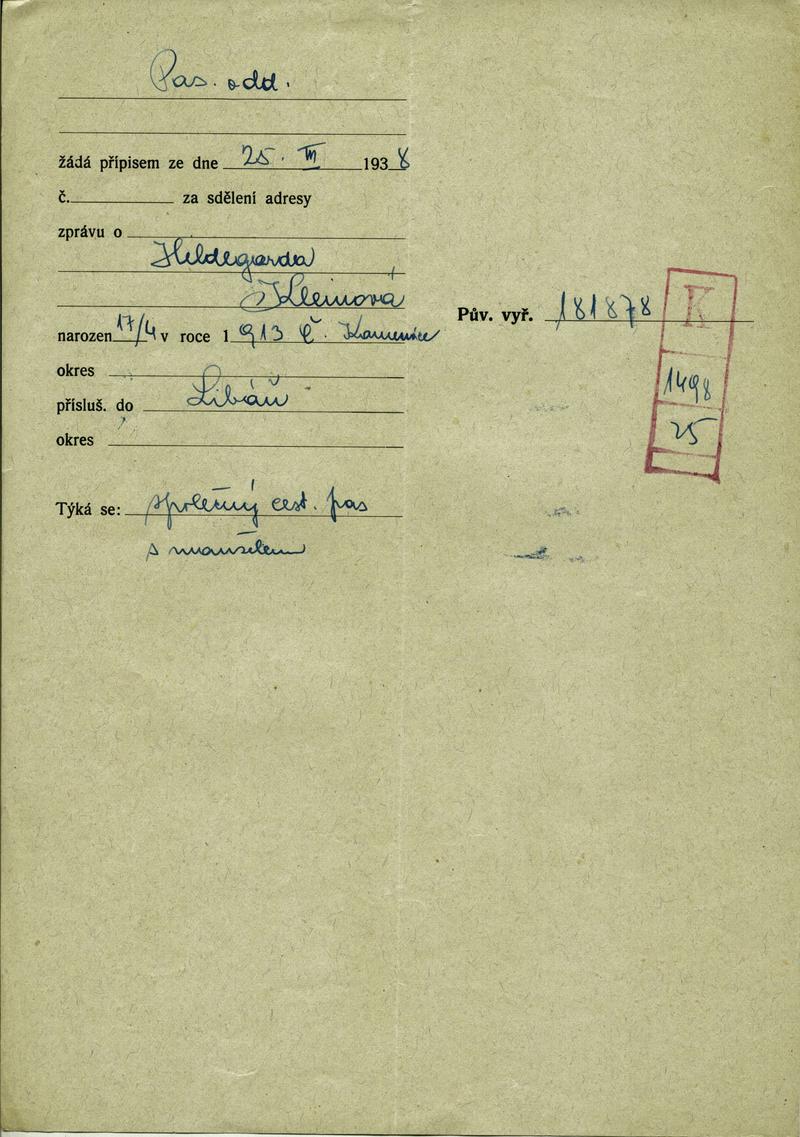 Pas. odd.
žádá přípisem ze dne 25. III 1938
č. za sdělení adresy
zprávu o
Hildegarda
Kleinová
Pův. vyř. 181878
K
narozen 17/4 v roce 1913 Č. Kamenice
1498
okres
přísluš. do Libáň
25
okres
Týká se: společný cest. pas
s manželem